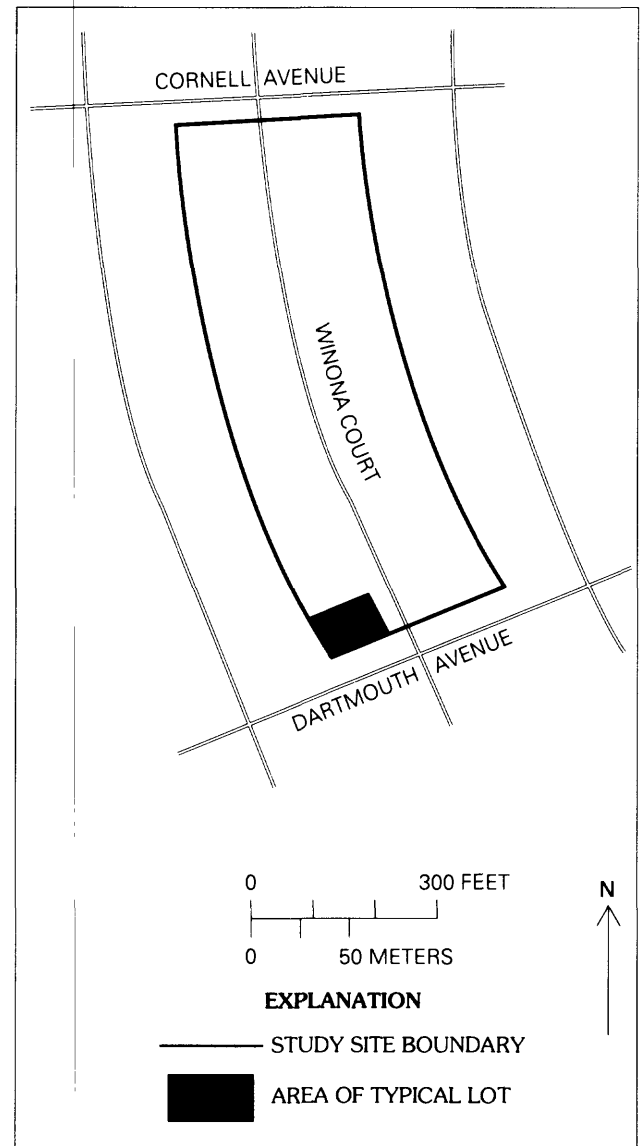 CORNELL AVENUE
WINONA COURT
DARTMOUTH AVENUE
0 300 FEET
0 50 METERS
N
EXPLANATION
STUDY SITE BOUNDARY
AREA OF TYPICAL LOT